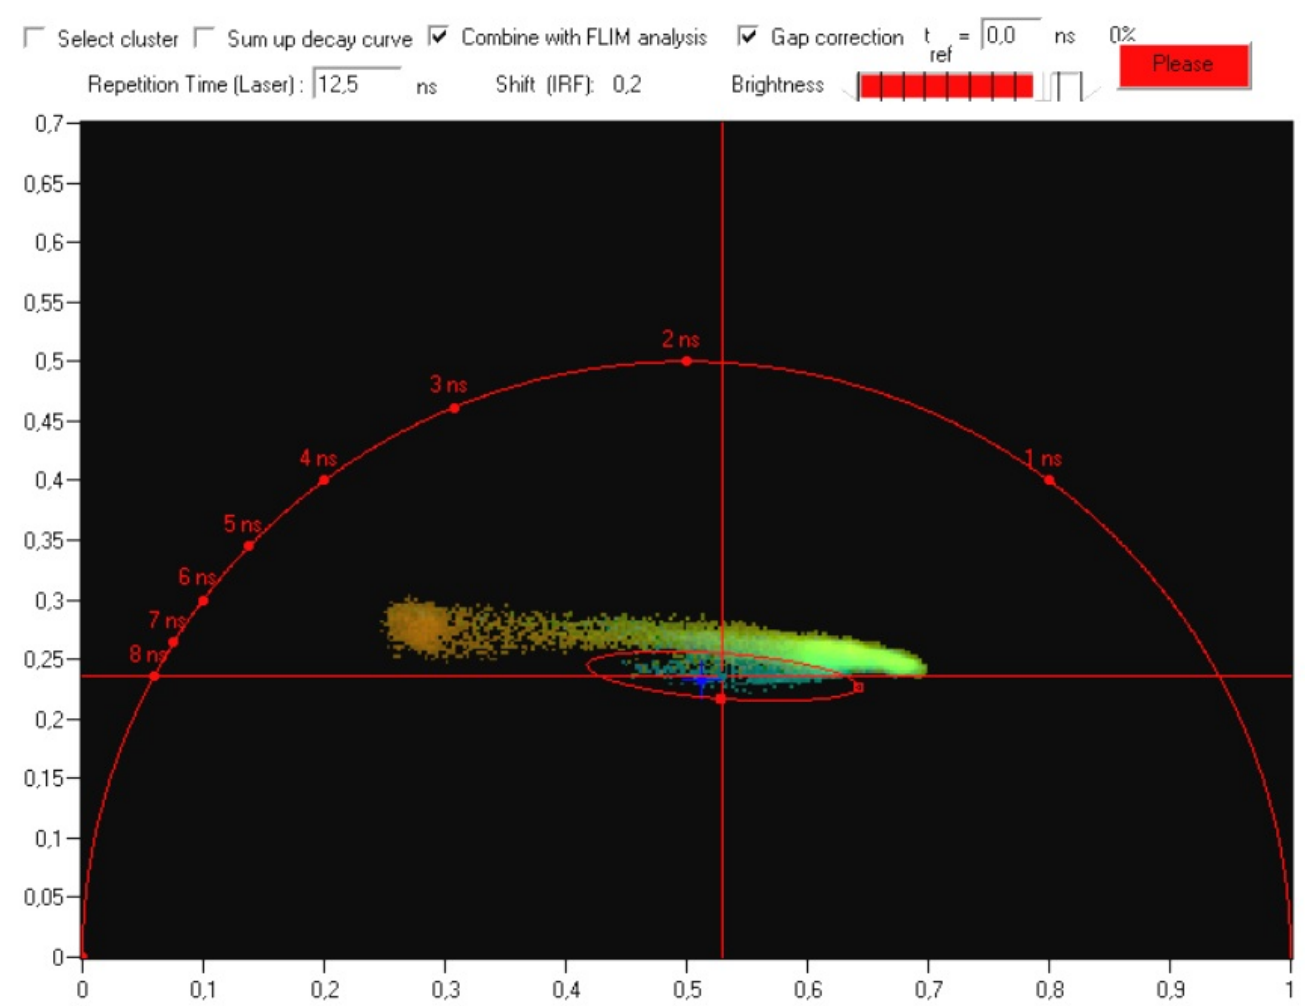 Select cluster Sum up decay curve Combine with FLIM analysis Gap correction t ref = 0,0 ns 0%
Please
Repetition Time (Laser) : 12,5 ns Shift (IRF): 0,2 Brightness
0,7
0,65
0,6
0,55
0,5
0,45
0,4
0,35
0,3
0,25
0,2
0,15
0,1
0,05
0
2 ns
3 ns
4 ns
1 ns
5 ns
6 ns
7 ns
8 ns
0 0,1 0,2 0,3 0,4 0,5 0,6 0,7 0,8 0,9 1